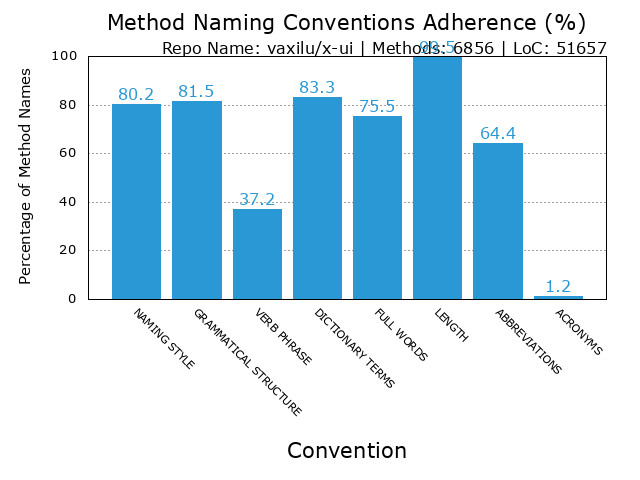 Method Naming Conventions Adherence (%)
Repo Name: vaxilu/x-ui | Methods: 6856 | LoC: 51657
Percentage of Method Names
100
80
60
40
20
0
80.2
81.5
37.2
83.3
75.5
99.5
64.4
1.2
NAMING STYLE
GRAMMATICAL STRUCTURE
VERB PHRASE
DICTIONARY TERMS
FULL WORDS
LENGTH
ABBREVIATIONS
ACRONYMS
Convention